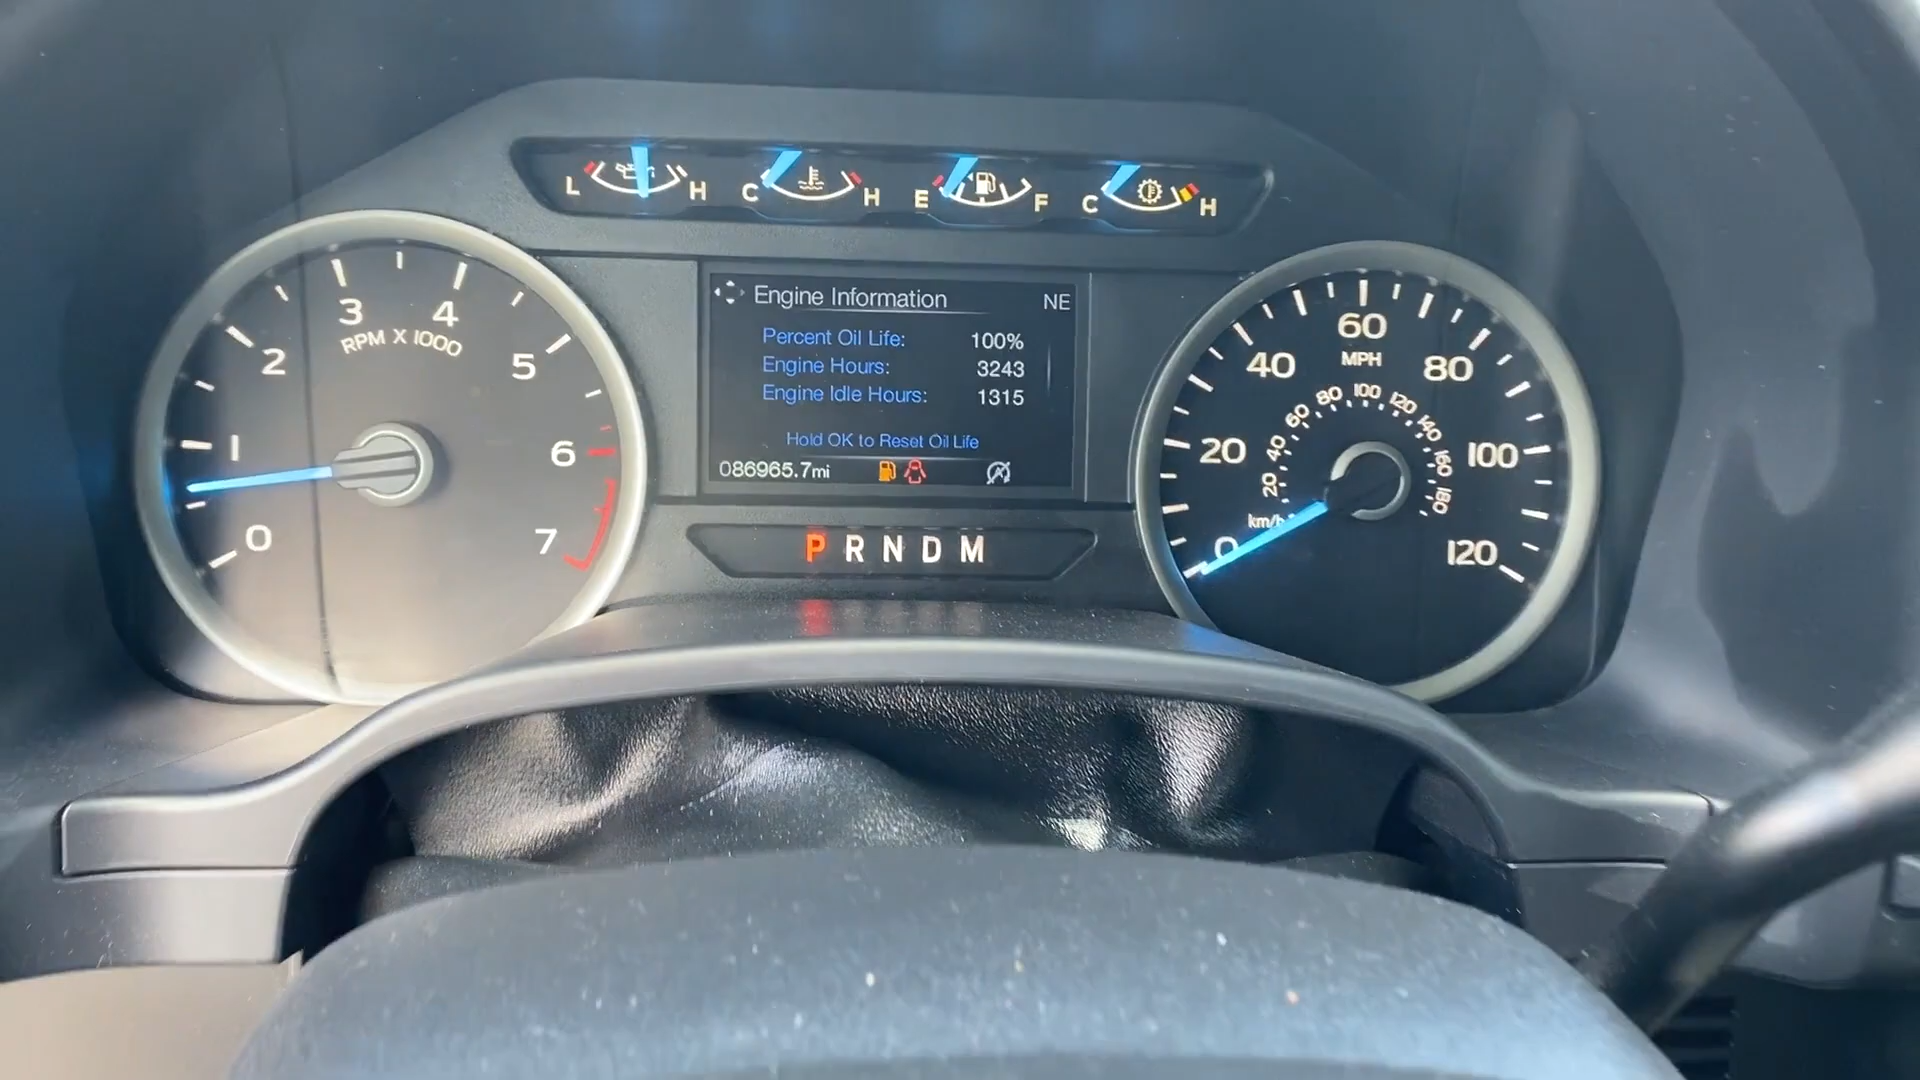 L H C H E F C H
3 4
RPM X 1000
2 5
1 6
0 7
Engine Information NE
Percent Oil Life: 100%
Engine Hours: 3243
Engine Idle Hours: 1315
Hold OK to Reset Oil Life
086965.7mi
P R N D M
60
MPH
40 80
20 100
0 120
80 100 120
60 140
40 160
20 180
km/h